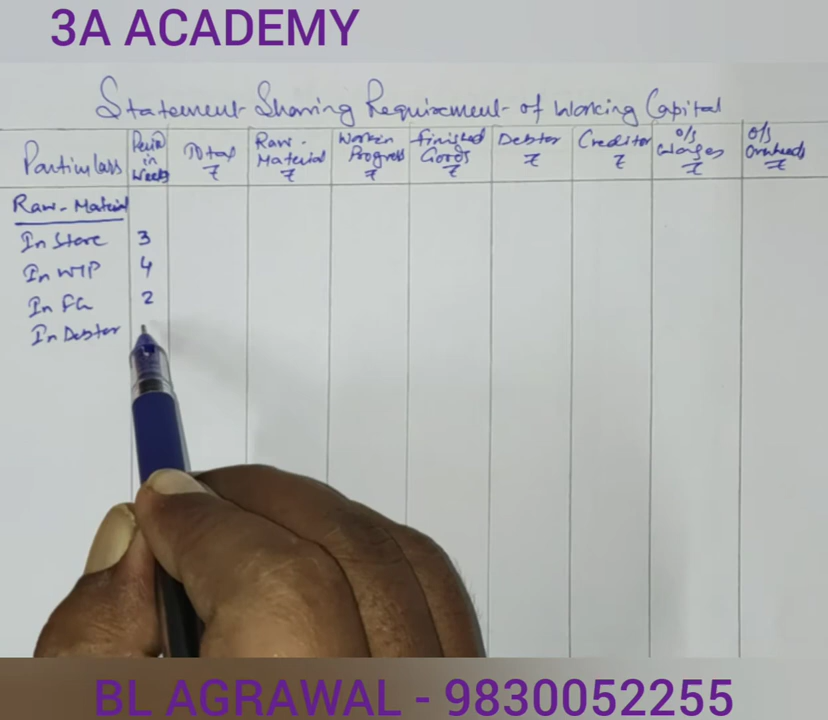 3A ACADEMY
Statement Showing Requirement of Working Capital
Particulars Period in Weeks Total ₹ Raw-Material ₹ Work in Progress ₹ Finished Goods ₹ Debtor ₹ Creditor ₹ o/s Wages ₹ o/s Overheads ₹
Raw-Material
In Store 3
In WIP 4
In FG 2
In Debtor
BL AGRAWAL - 9830052255